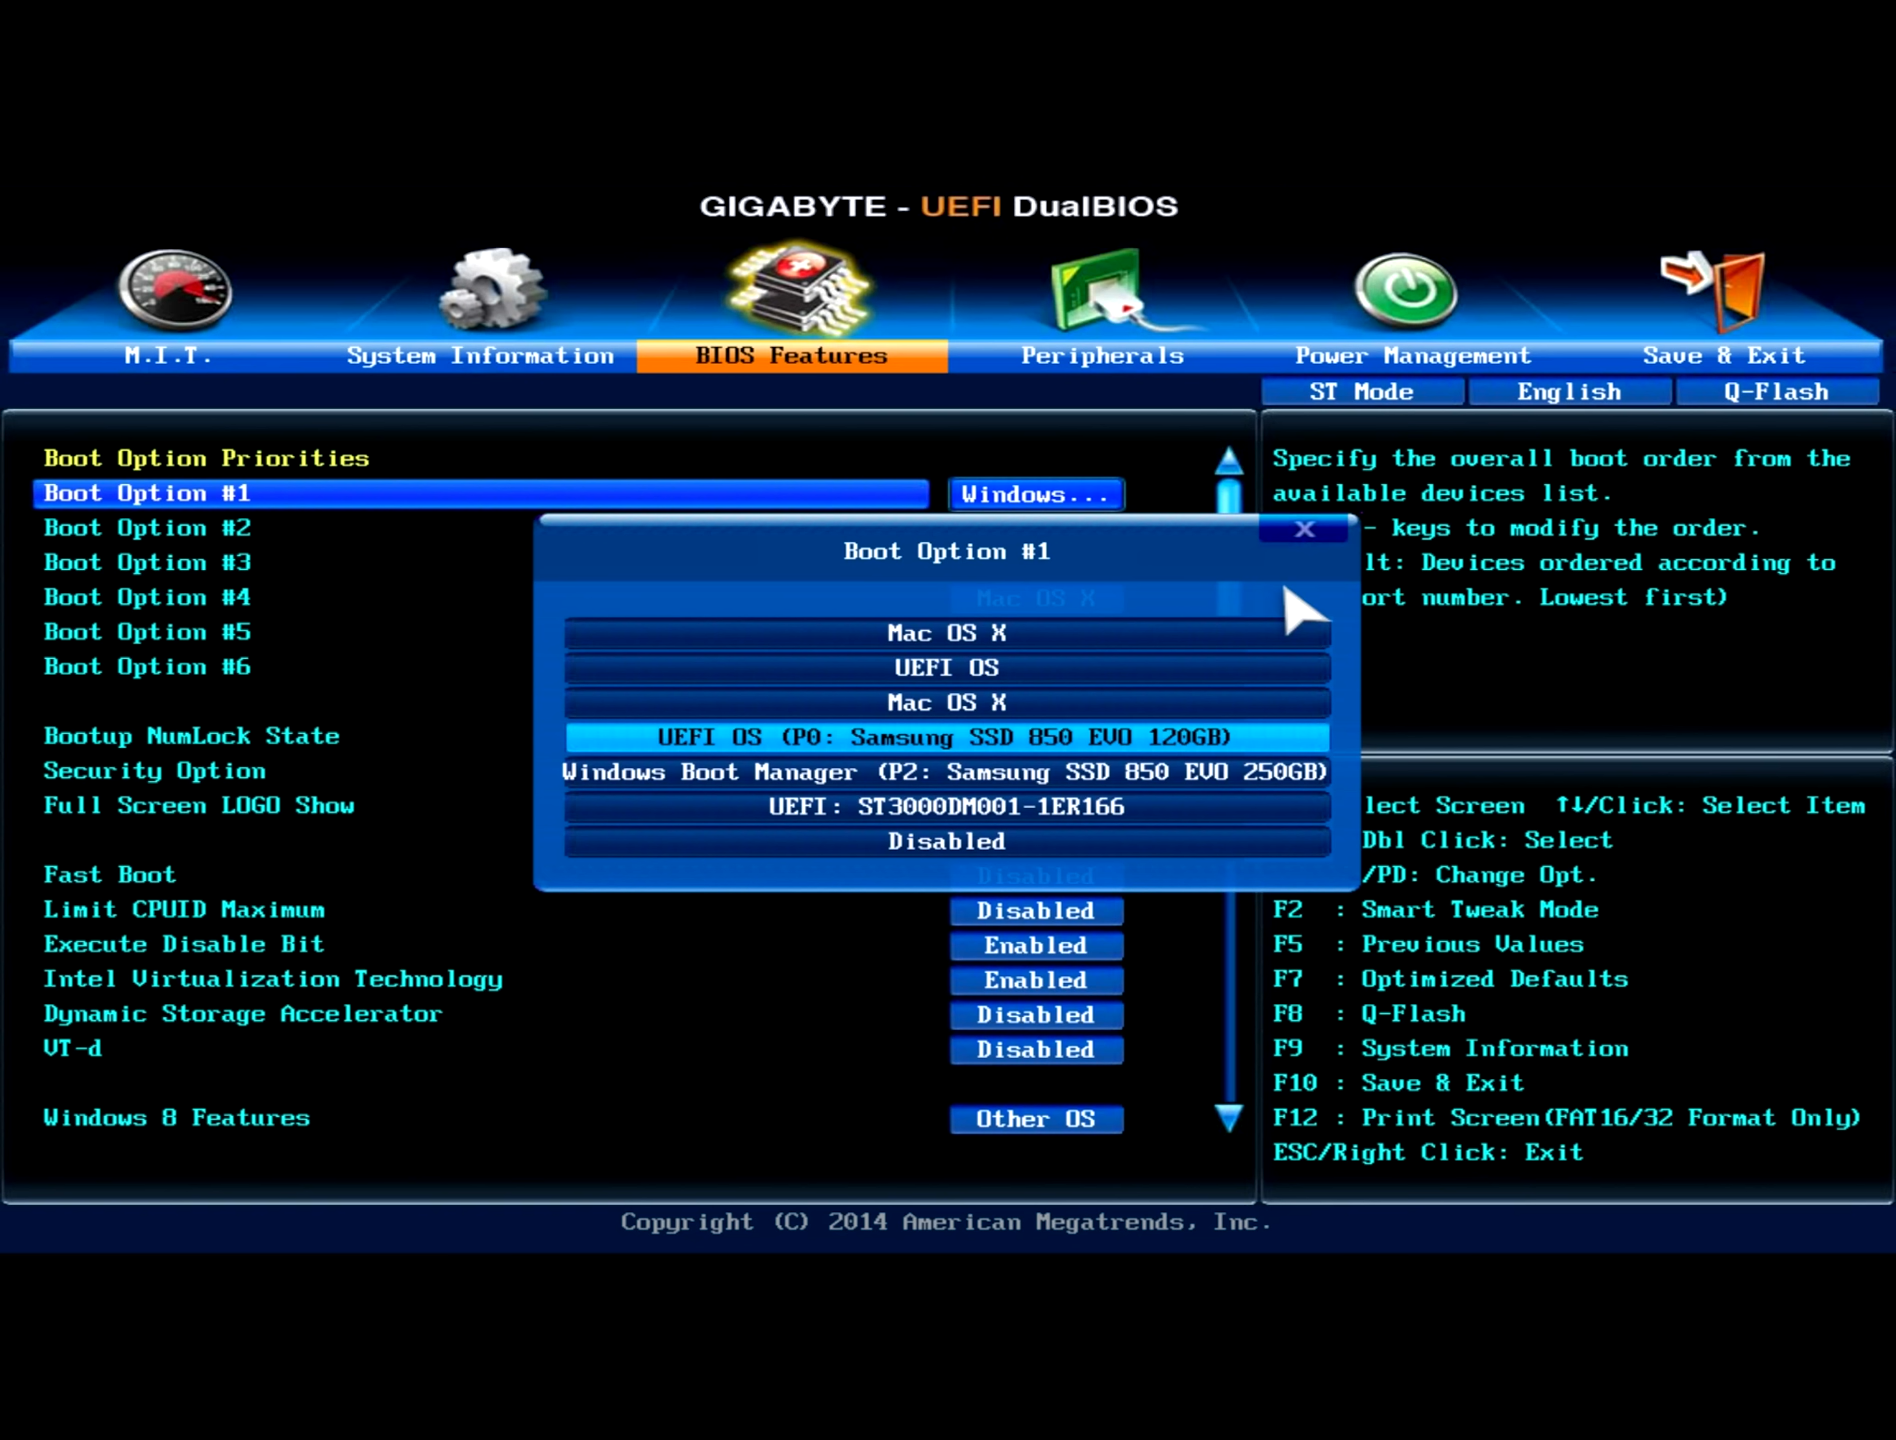 GIGABYTE - UEFI DualBIOS
M.I.T.
System Information
BIOS Features
Peripherals
Power Management
Save & Exit
ST Mode
English
Q-Flash
Boot Option Priorities
Boot Option #1
Windows...
Boot Option #2
Boot Option #3
Boot Option #4
Boot Option #5
Boot Option #6
Bootup NumLock State
Security Option
Full Screen LOGO Show
Fast Boot
Disabled
Limit CPUID Maximum
Disabled
Execute Disable Bit
Enabled
Intel Virtualization Technology
Enabled
Dynamic Storage Accelerator
Disabled
VT-d
Disabled
Windows 8 Features
Other OS
X
Boot Option #1
Mac OS X
Mac OS X
UEFI OS
Mac OS X
UEFI OS (P0: Samsung SSD 850 EVO 120GB)
Windows Boot Manager (P2: Samsung SSD 850 EVO 250GB)
UEFI: ST3000DM001-1ER166
Disabled
Specify the overall boot order from the
available devices list.
- keys to modify the order.
lt: Devices ordered according to
ort number. Lowest first)
lect Screen ↑↓/Click: Select Item
Dbl Click: Select
/PD: Change Opt.
F2 : Smart Tweak Mode
F5 : Previous Values
F7 : Optimized Defaults
F8 : Q-Flash
F9 : System Information
F10 : Save & Exit
F12 : Print Screen(FAT16/32 Format Only)
ESC/Right Click: Exit
Copyright (C) 2014 American Megatrends, Inc.